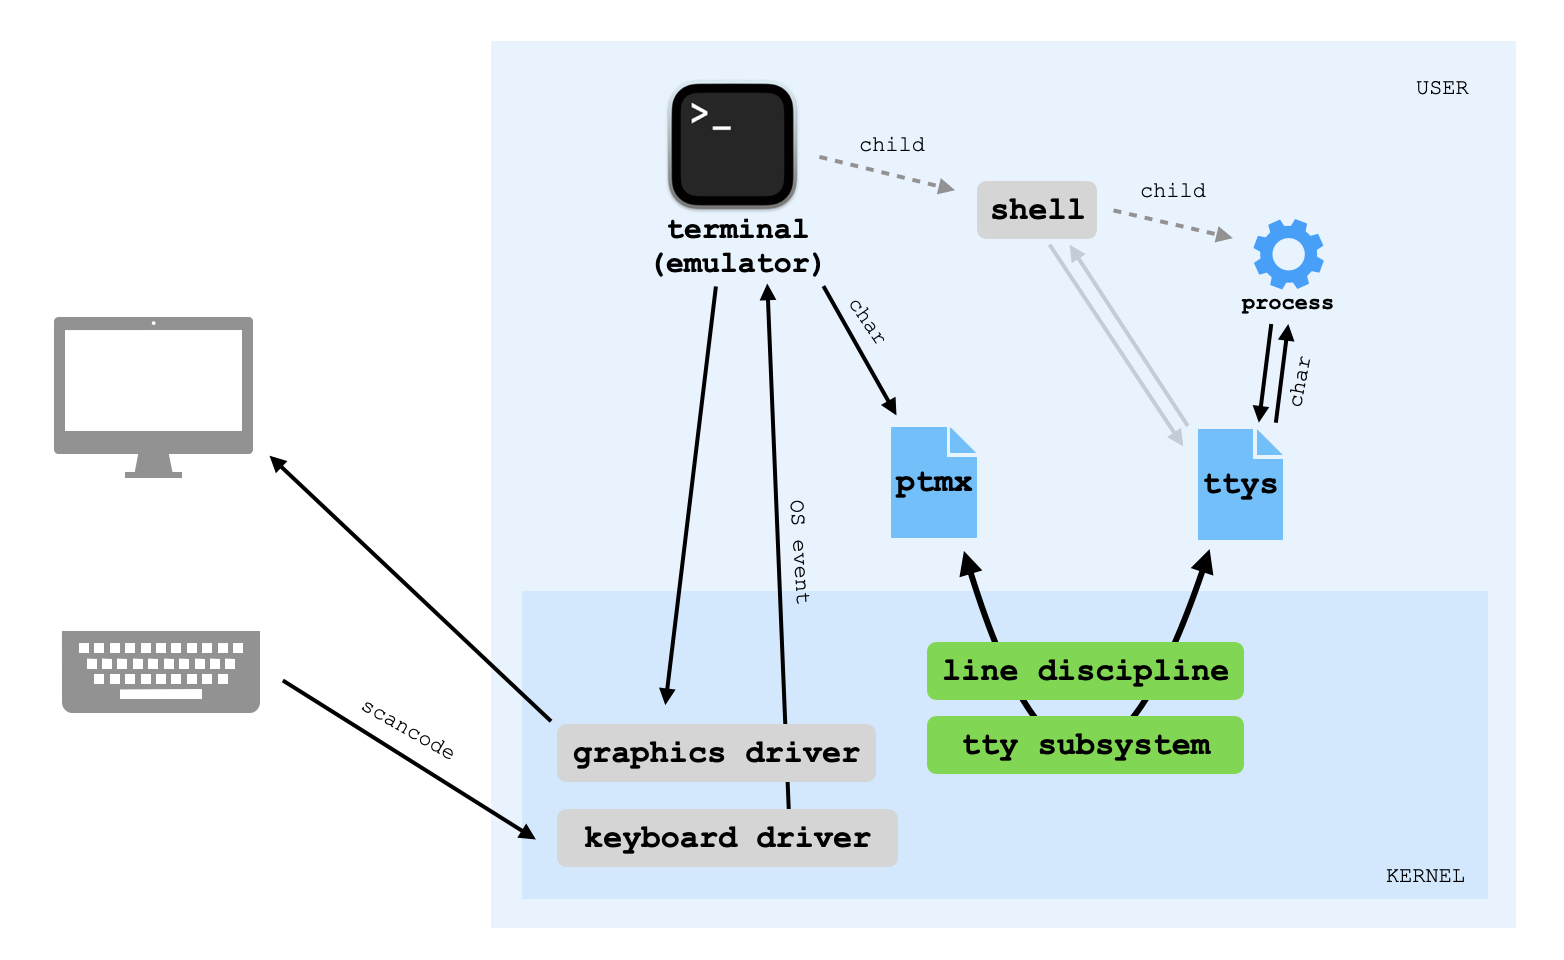 USER
>_
child
shell
child
terminal
(emulator)
process
char
char
ptmx
ttys
OS event
line discipline
scancode
tty subsystem
graphics driver
keyboard driver
KERNEL